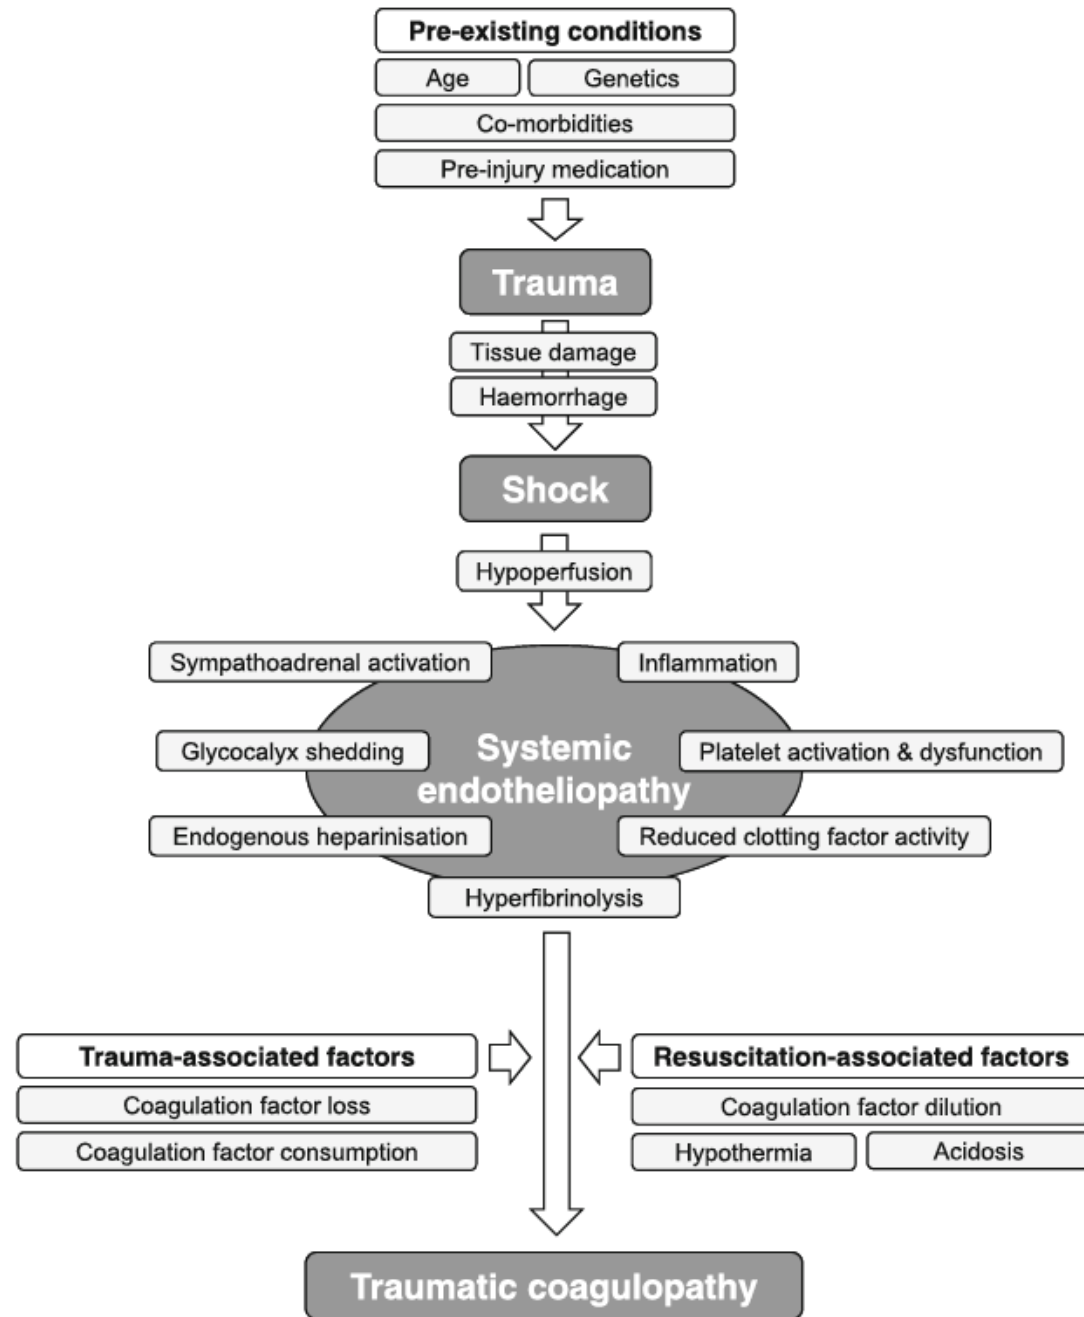 Pre-existing conditions
Age
Genetics
Co-morbidities
Pre-injury medication
Trauma
Tissue damage
Haemorrhage
Shock
Hypoperfusion
Sympathoadrenal activation
Inflammation
Glycocalyx shedding
Systemic
endotheliopathy
Platelet activation & dysfunction
Endogenous heparinisation
Reduced clotting factor activity
Hyperfibrinolysis
Trauma-associated factors
Coagulation factor loss
Coagulation factor consumption
Resuscitation-associated factors
Coagulation factor dilution
Hypothermia
Acidosis
Traumatic coagulopathy